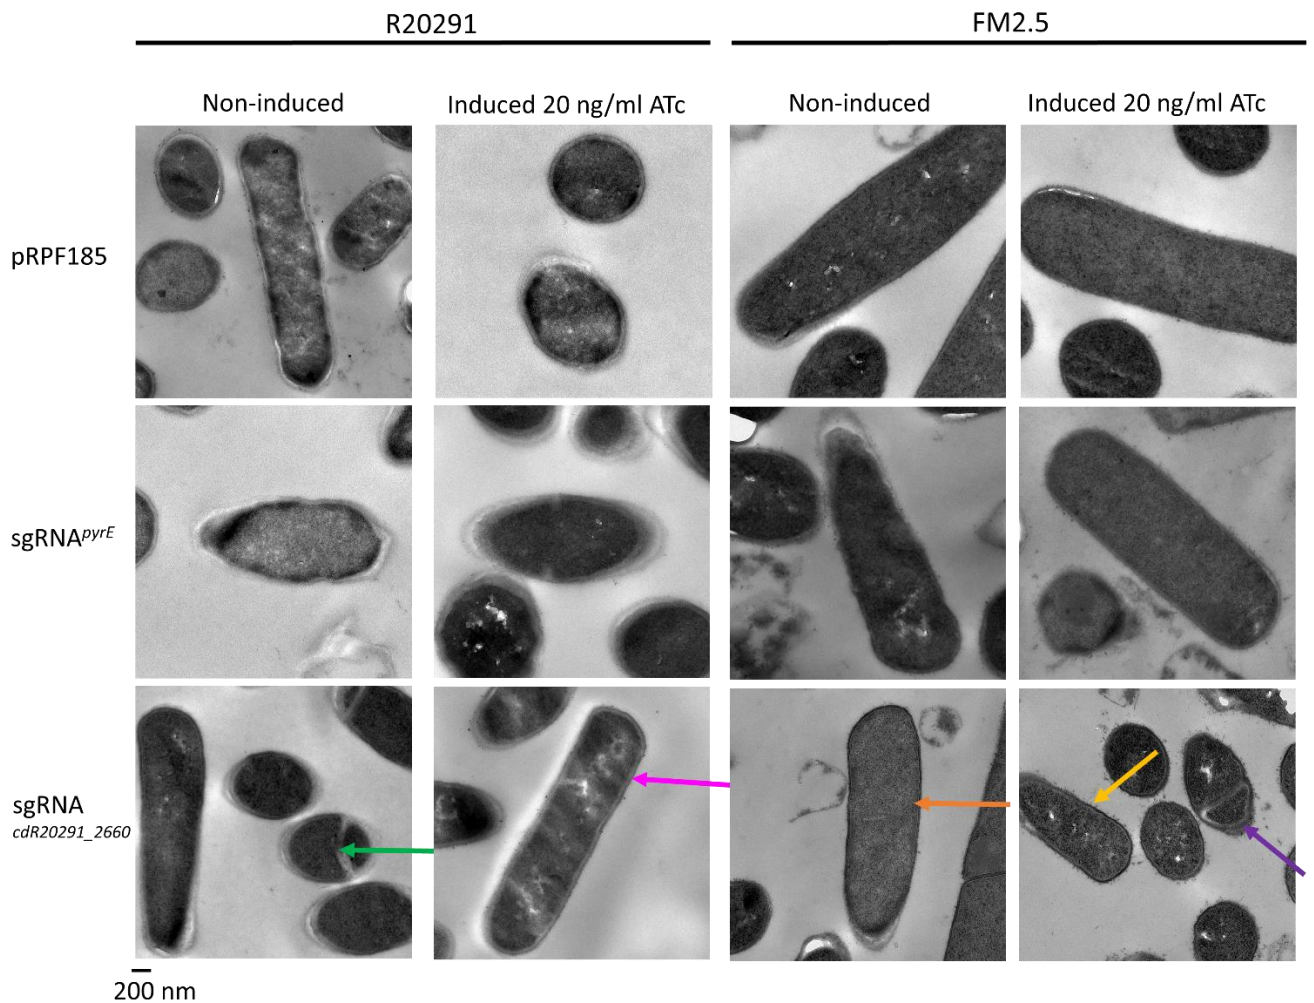 R20291 FM2.5
Non-induced Induced 20 ng/ml ATc Non-induced Induced 20 ng/ml ATc
pRPF185
sgRNApyrE
sgRNA
cdR20291_2660
200 nm